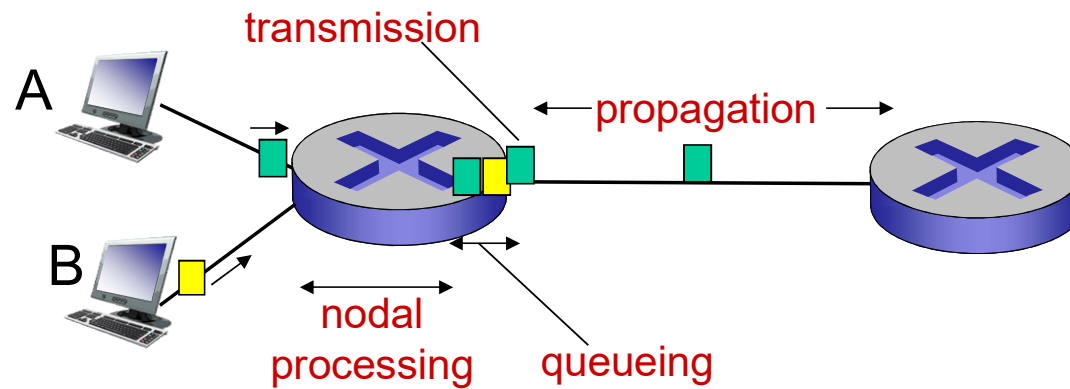 transmission
A
propagation
B
nodal
processing
queueing